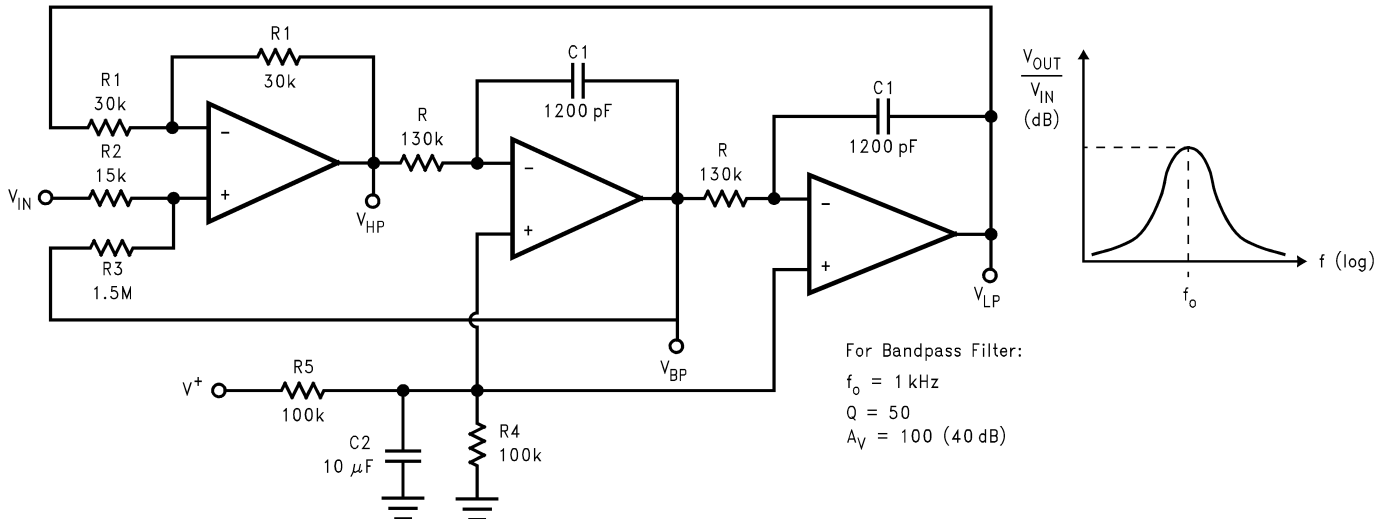 R1
30k
R1
30k
R2
15k
V_IN
R3
1.5M
-
+
V_HP
R
130k
C1
1200 pF
-
+
V_BP
R
130k
C1
1200 pF
-
+
V_LP
V⁺
R5
100k
C2
10 μF
R4
100k
V_OUT
V_IN
(dB)
f (log)
f_o
For Bandpass Filter:
f_o = 1 kHz
Q = 50
A_V = 100 (40 dB)